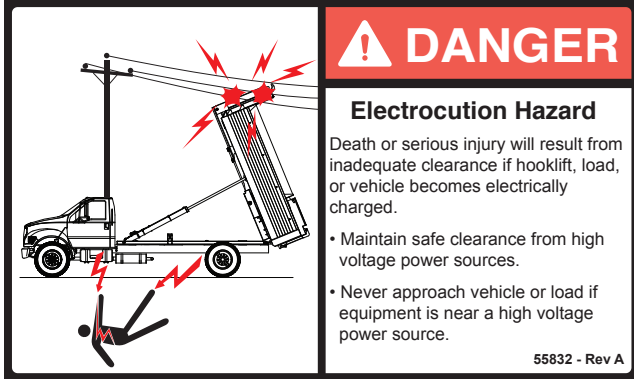 DANGER
Electrocution Hazard
Death or serious injury will result from
inadequate clearance if hooklift, load,
or vehicle becomes electrically
charged.
• Maintain safe clearance from high
voltage power sources.
• Never approach vehicle or load if
equipment is near a high voltage
power source.
55832 - Rev A